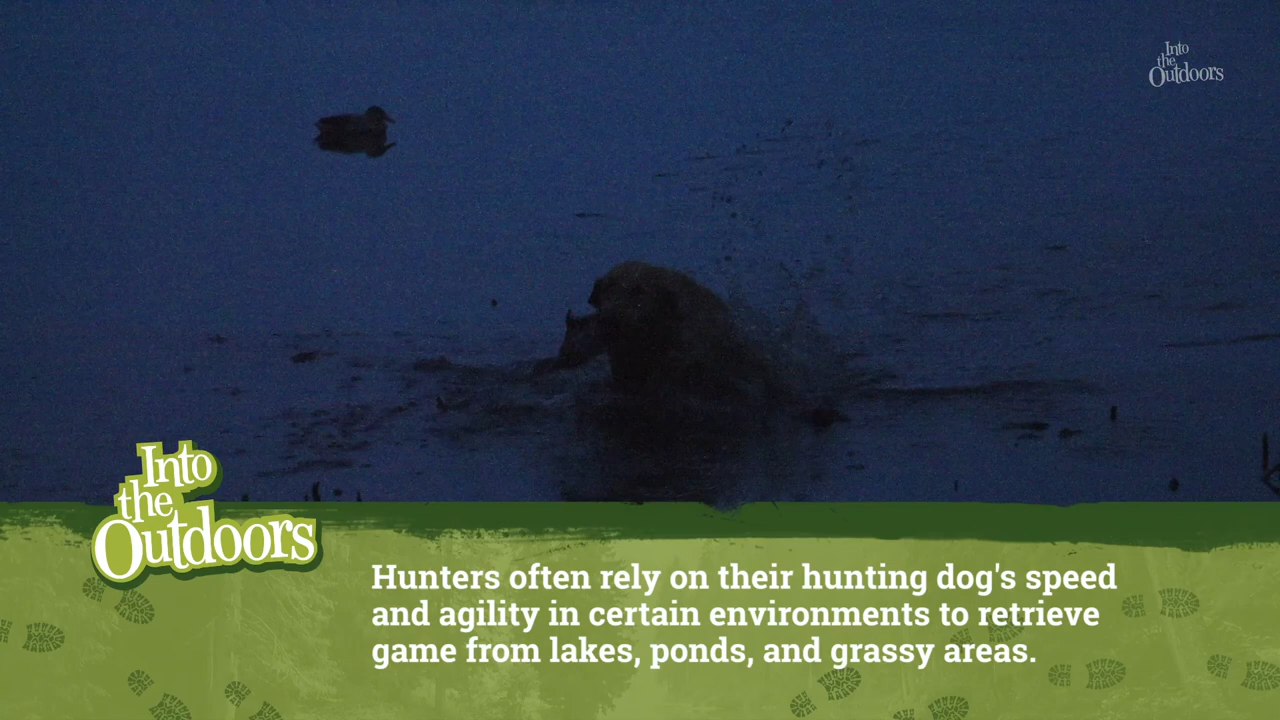 Into
the
Outdoors
Into
the
Outdoors
Hunters often rely on their hunting dog's speed
and agility in certain environments to retrieve
game from lakes, ponds, and grassy areas.